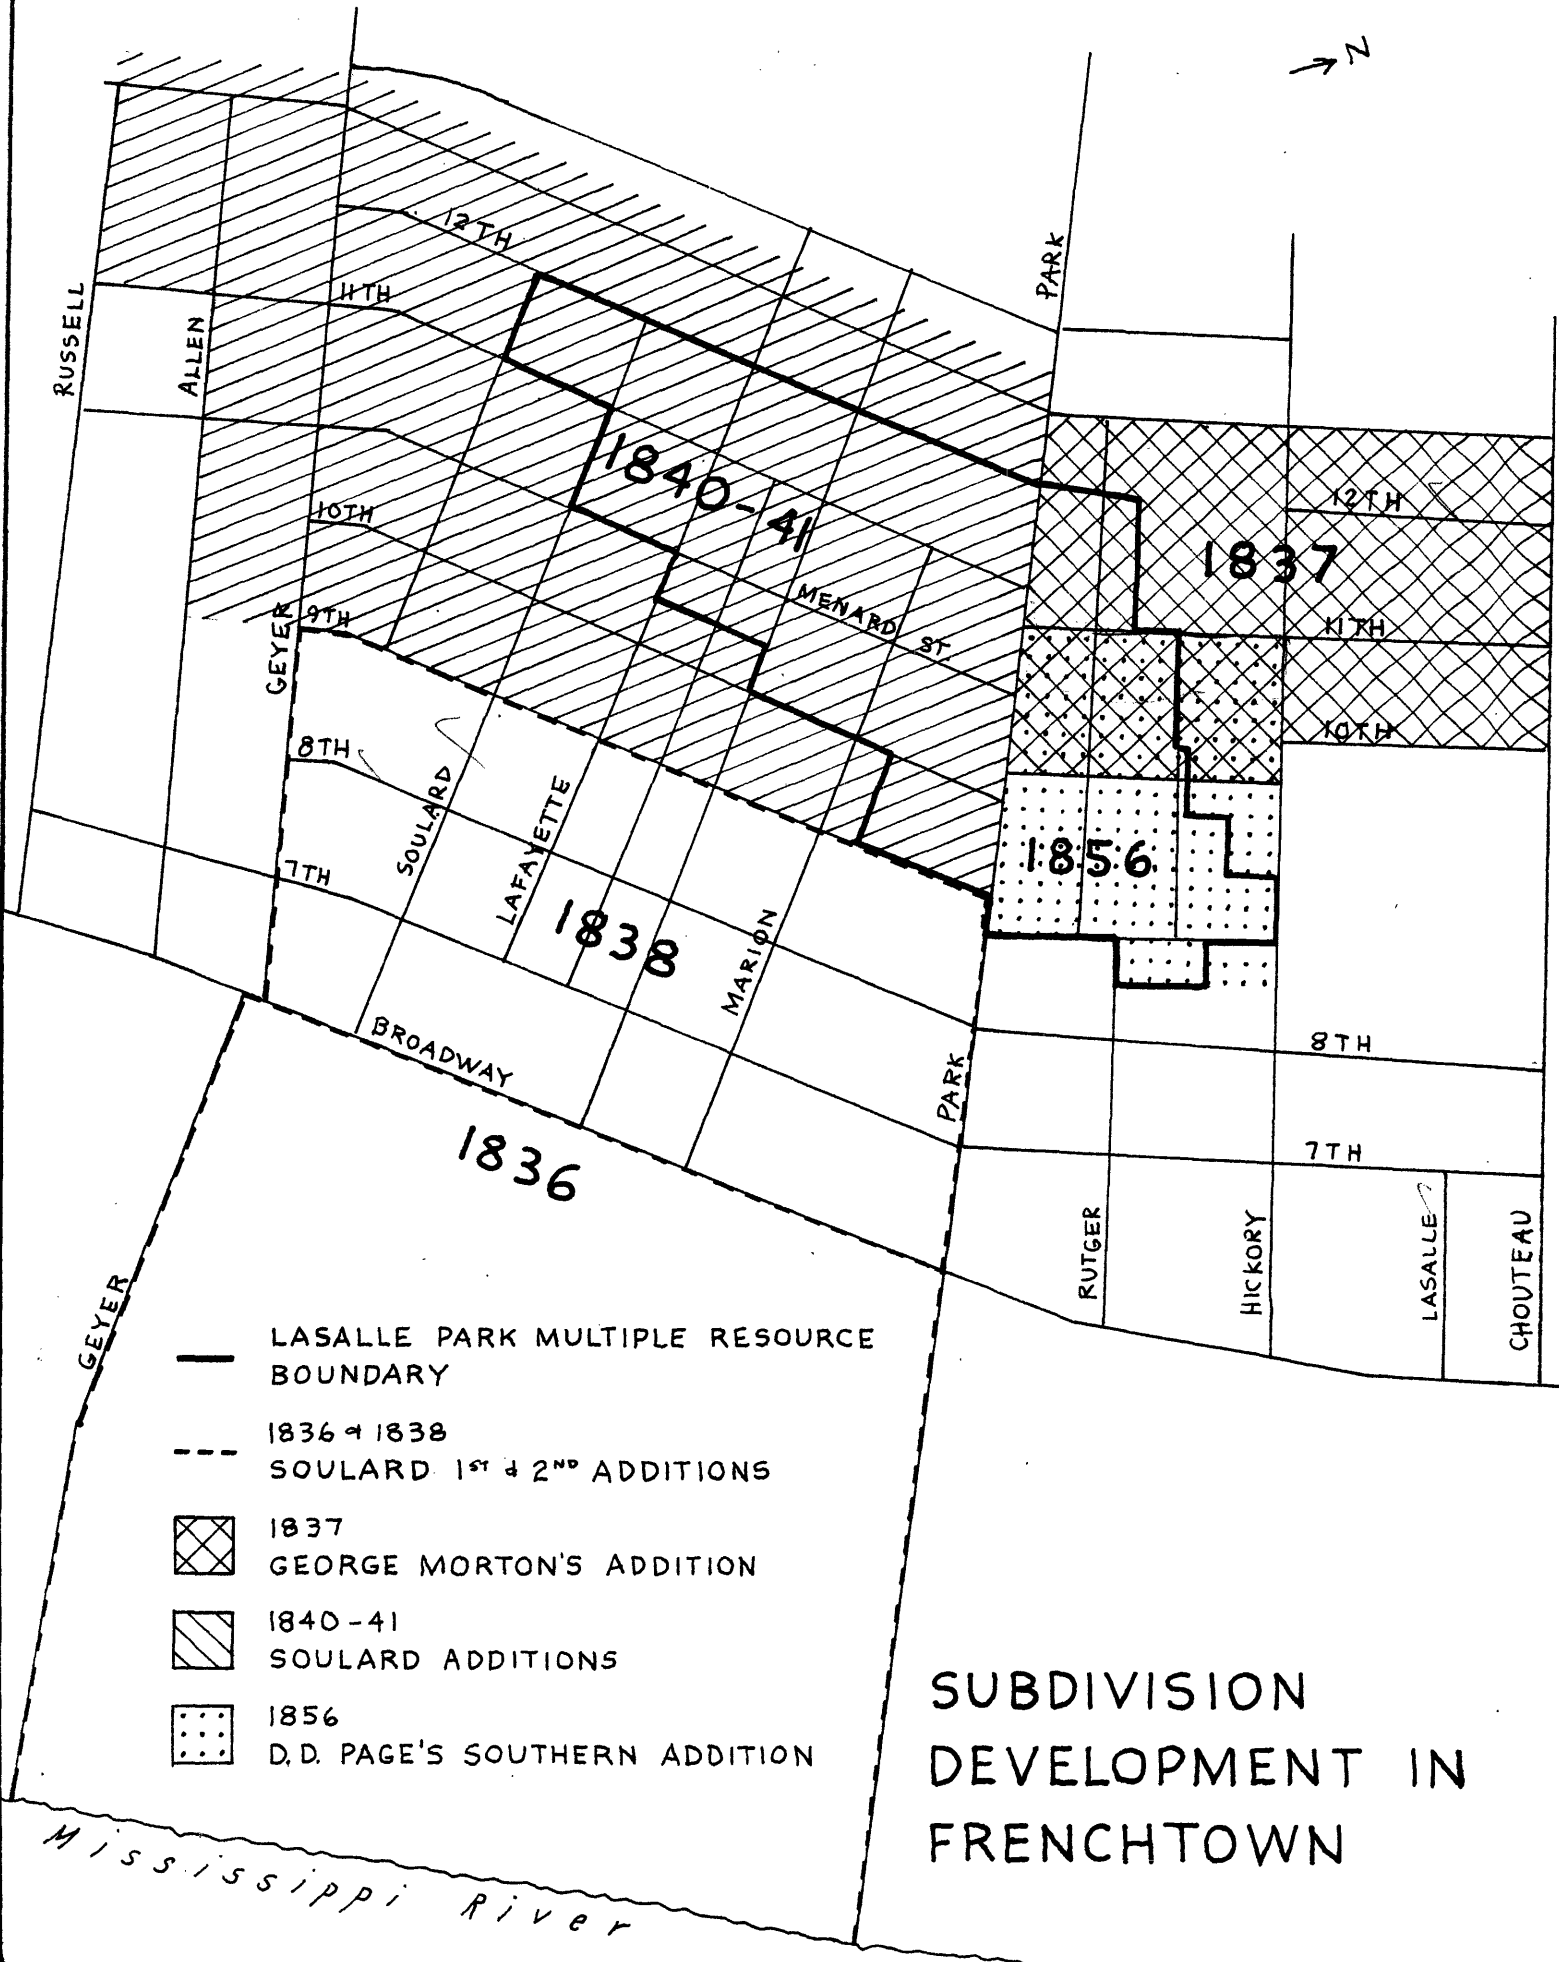 N
12TH
PARK
11TH
RUSSELL
ALLEN
1840-41
12TH
10TH
1837
MENARD ST.
11TH
9TH
GEYER
10TH
8TH
SOULARD
LAFAYETTE
1856
7TH
1838
MARION
BROADWAY
8TH
PARK
1836
7TH
RUTGER
HICKORY
LASALLE
CHOUTEAU
GEYER
LASALLE PARK MULTIPLE RESOURCE
BOUNDARY
1836 & 1838
SOULARD 1ST & 2ND ADDITIONS
1837
GEORGE MORTON'S ADDITION
1840-41
SOULARD ADDITIONS
1856
D.D. PAGE'S SOUTHERN ADDITION
SUBDIVISION
DEVELOPMENT IN
FRENCHTOWN
Mississippi River